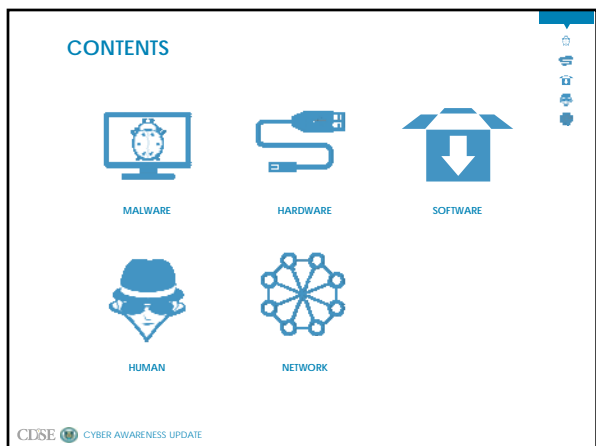 CONTENTS
MALWARE
HARDWARE
SOFTWARE
HUMAN
NETWORK
CDSE CYBER AWARENESS UPDATE